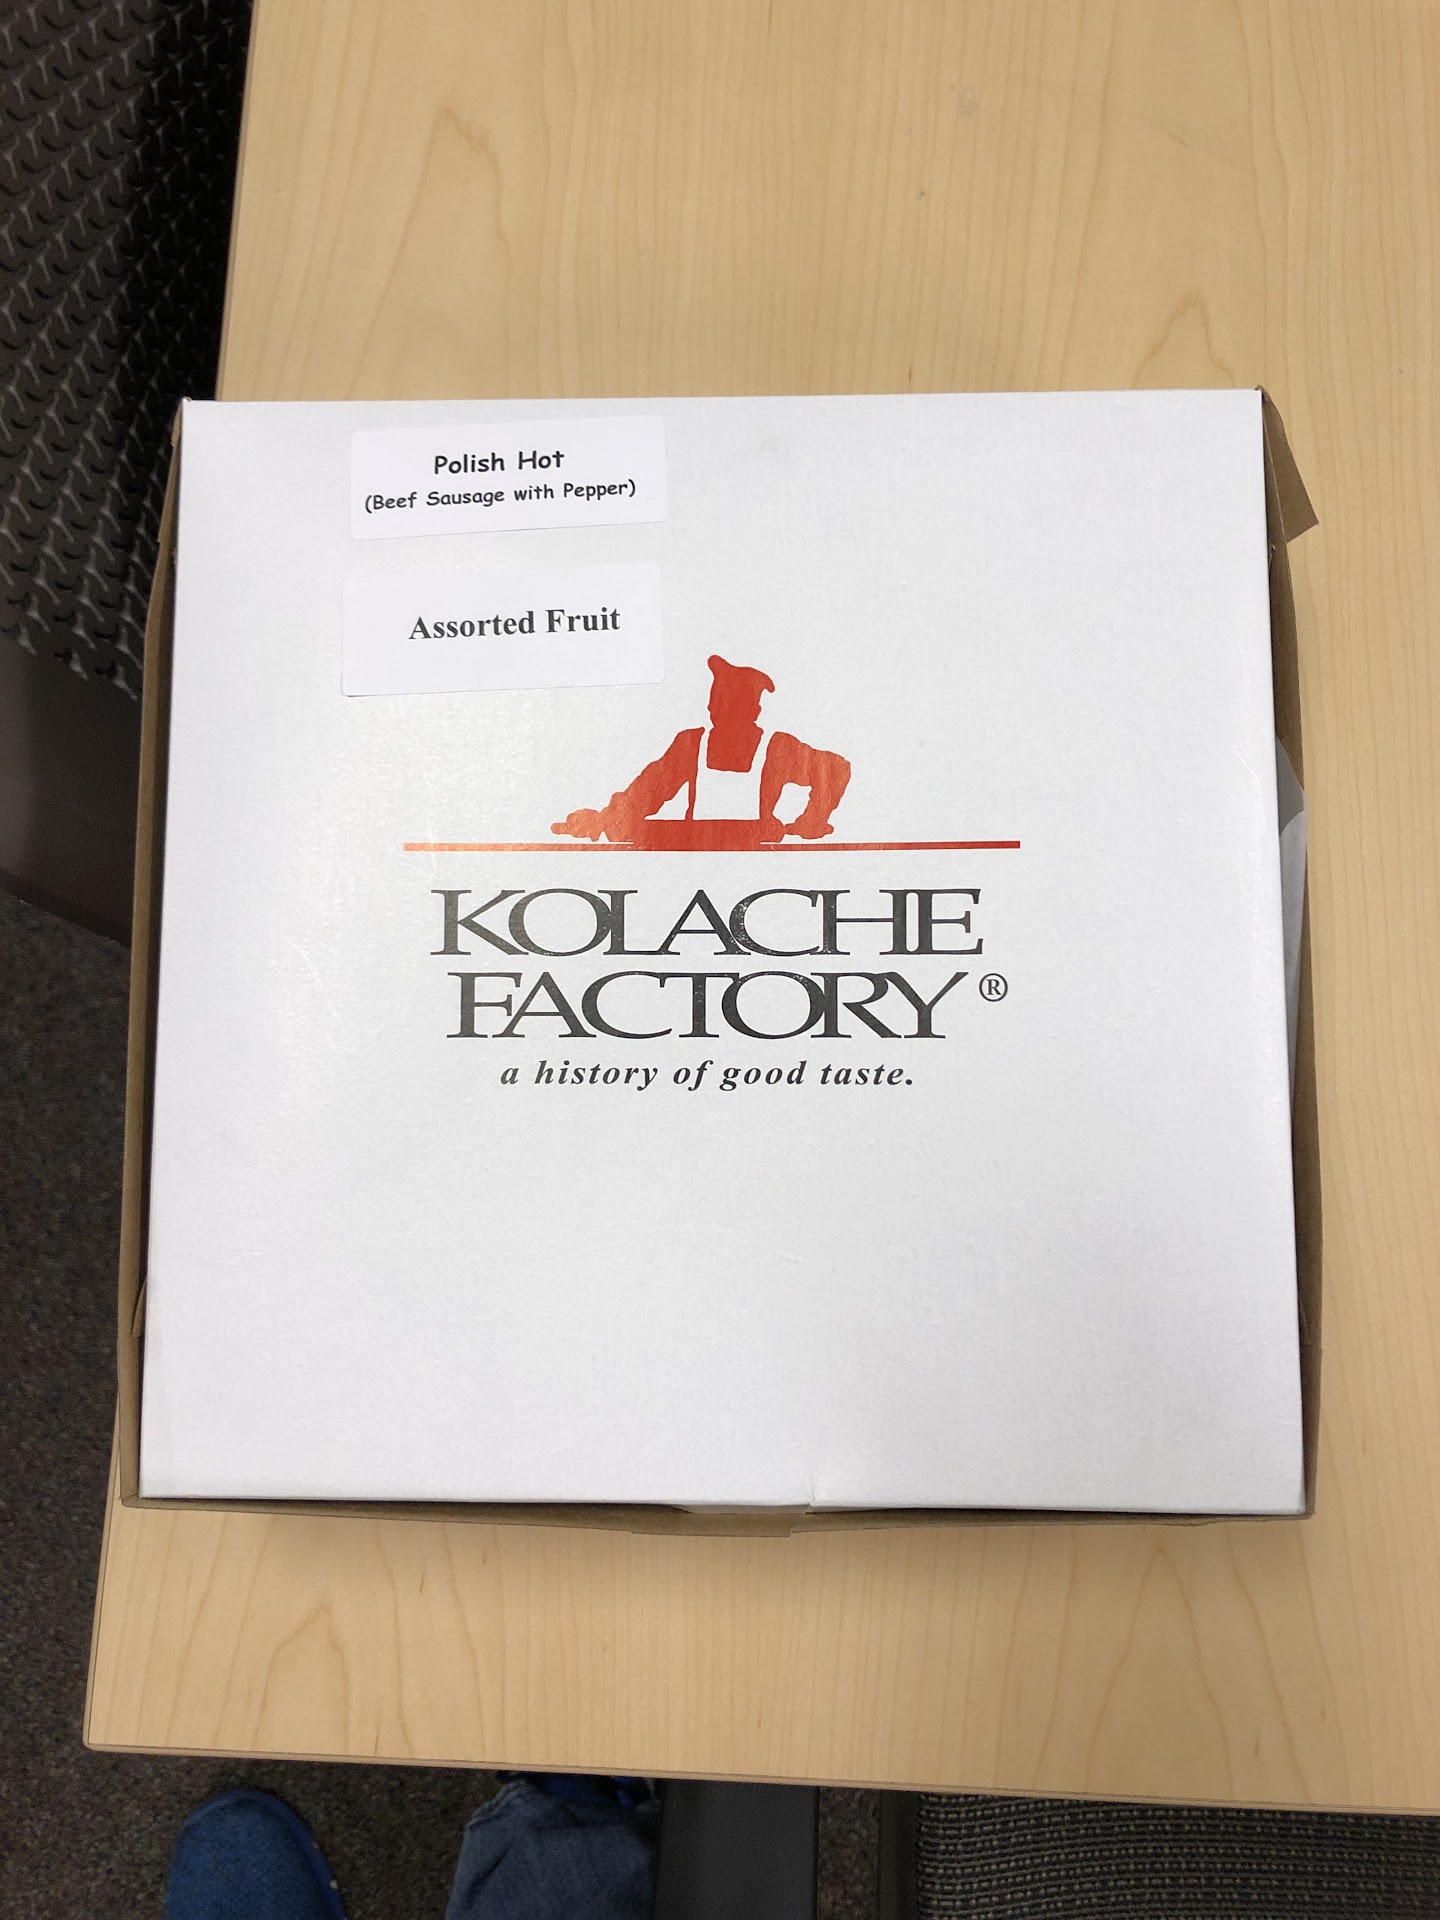 Polish Hot
(Beef Sausage with Pepper)
Assorted Fruit
KOLACHE
FACTORY®
a history of good taste.